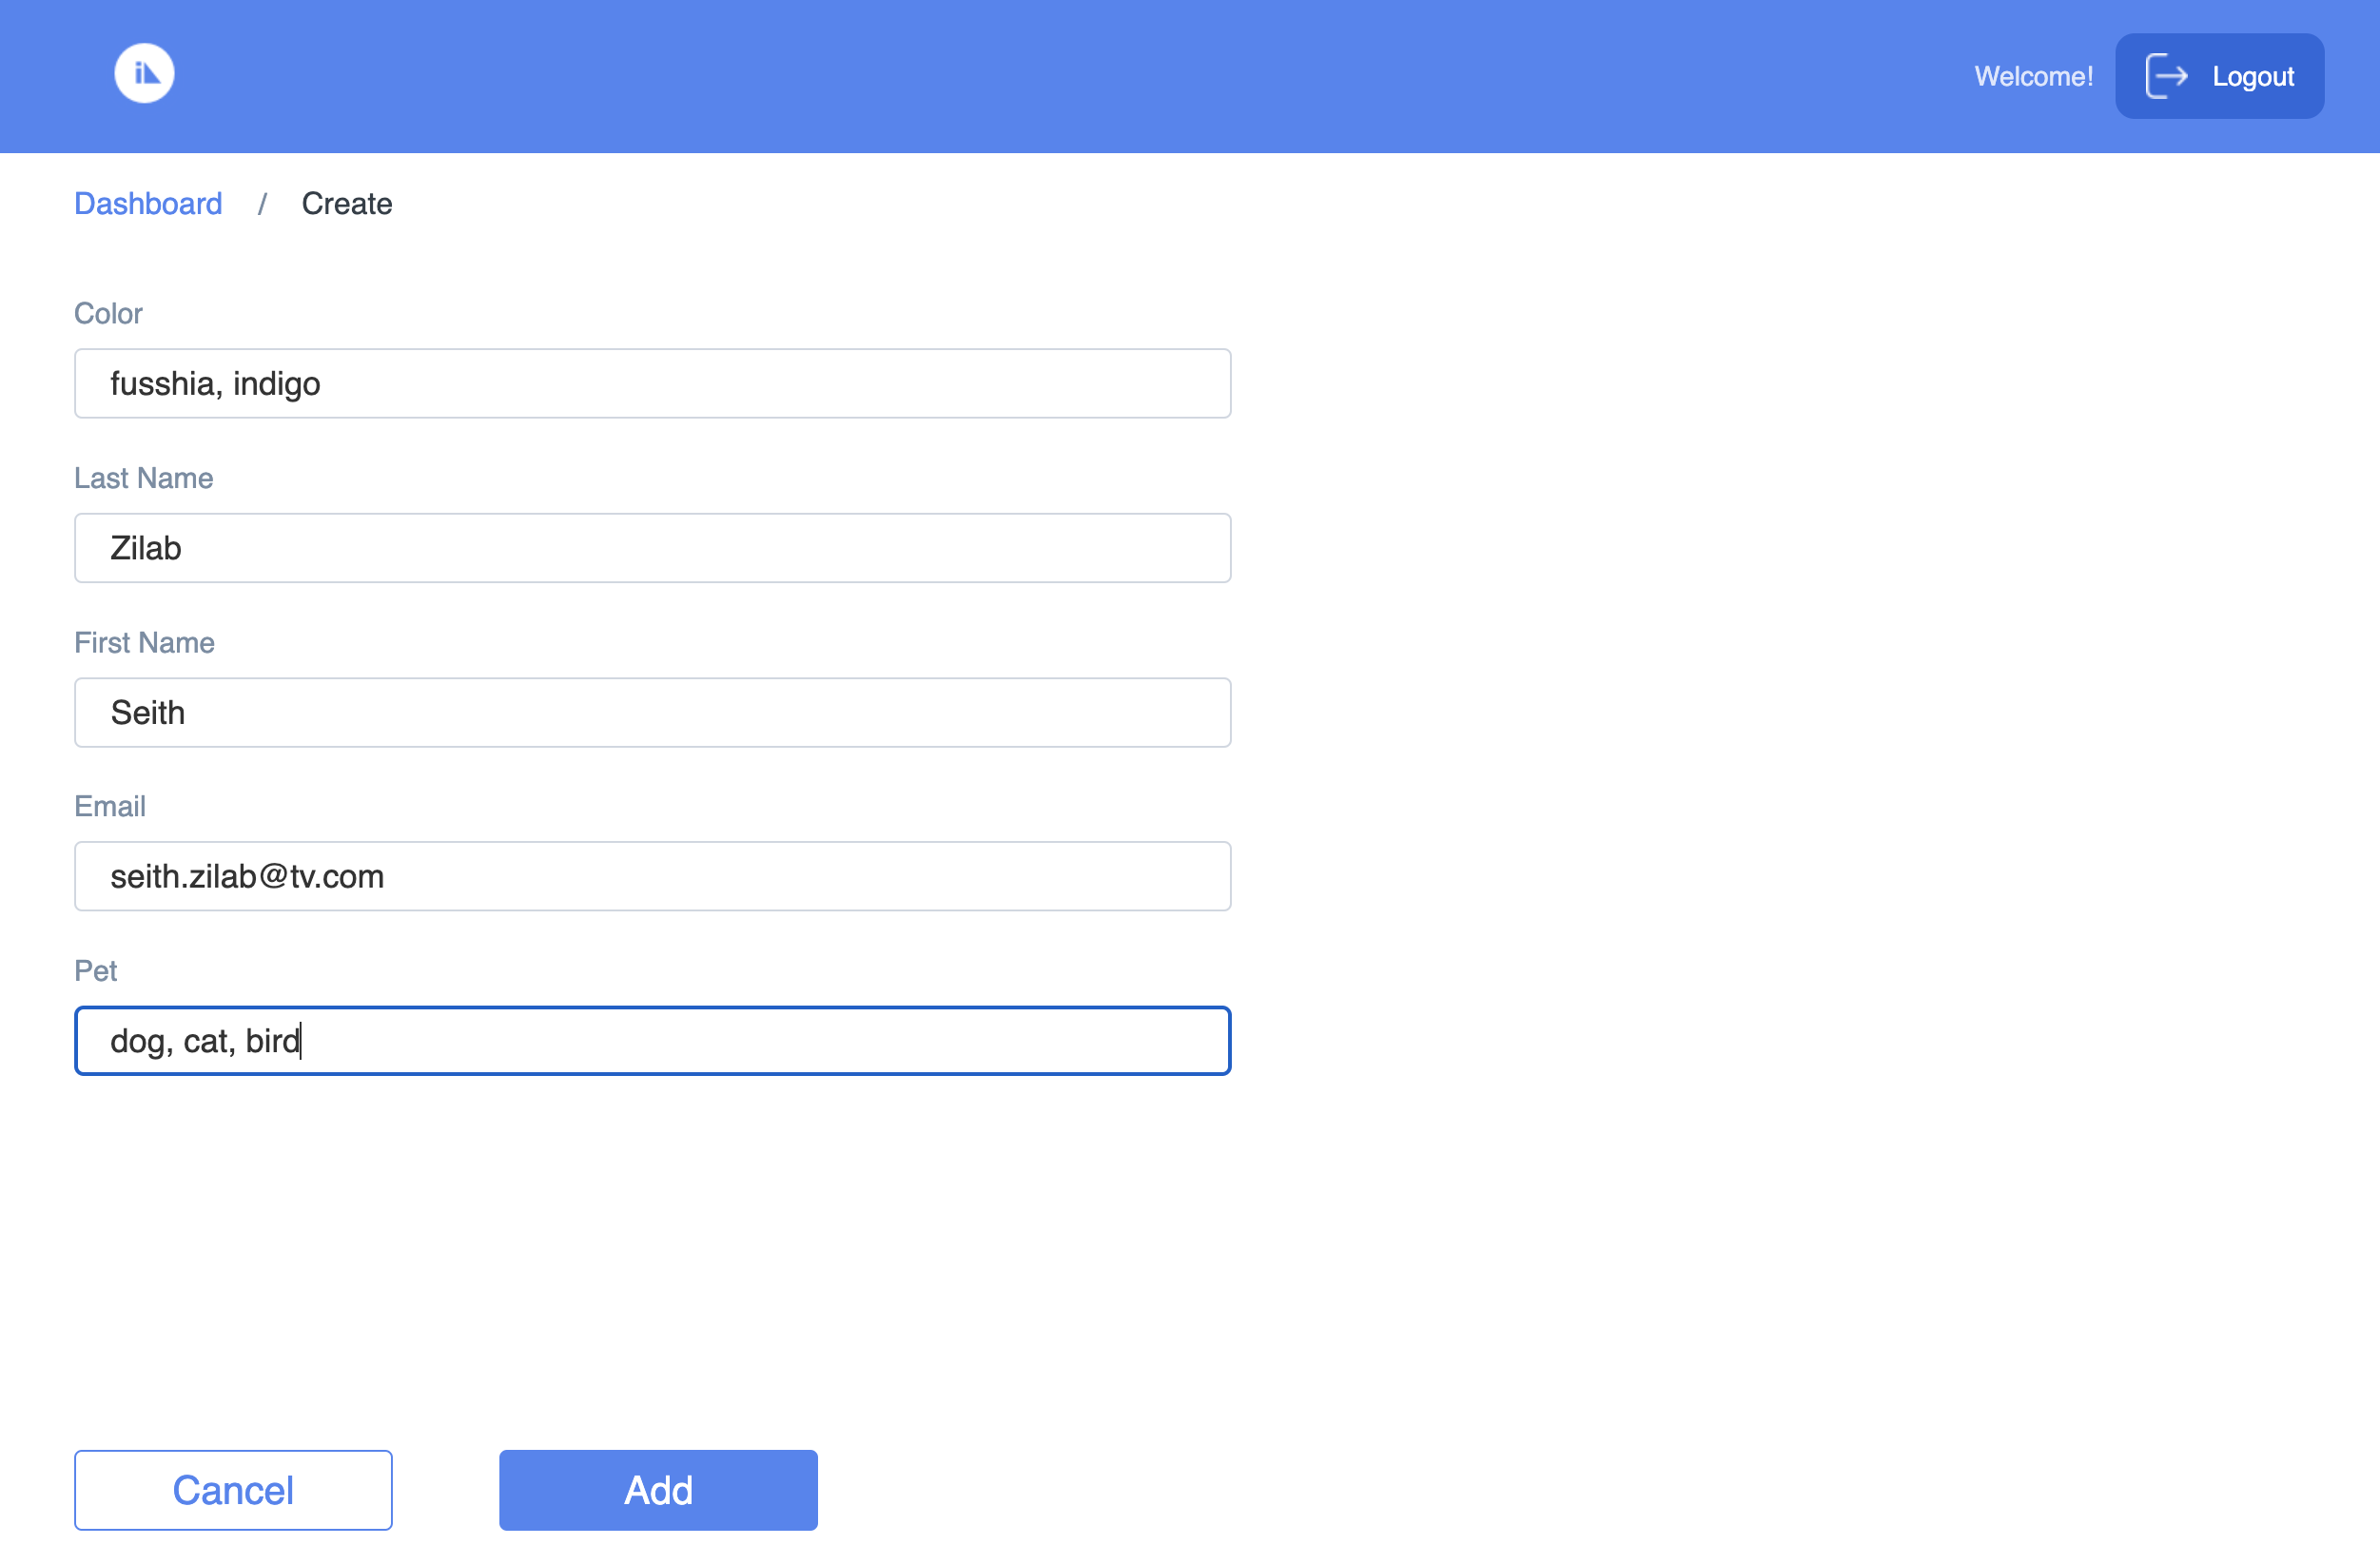 Welcome! Logout
Dashboard / Create
Color
fusshia, indigo
Last Name
Zilab
First Name
Seith
Email
seith.zilab@tv.com
Pet
dog, cat, bird
Cancel Add